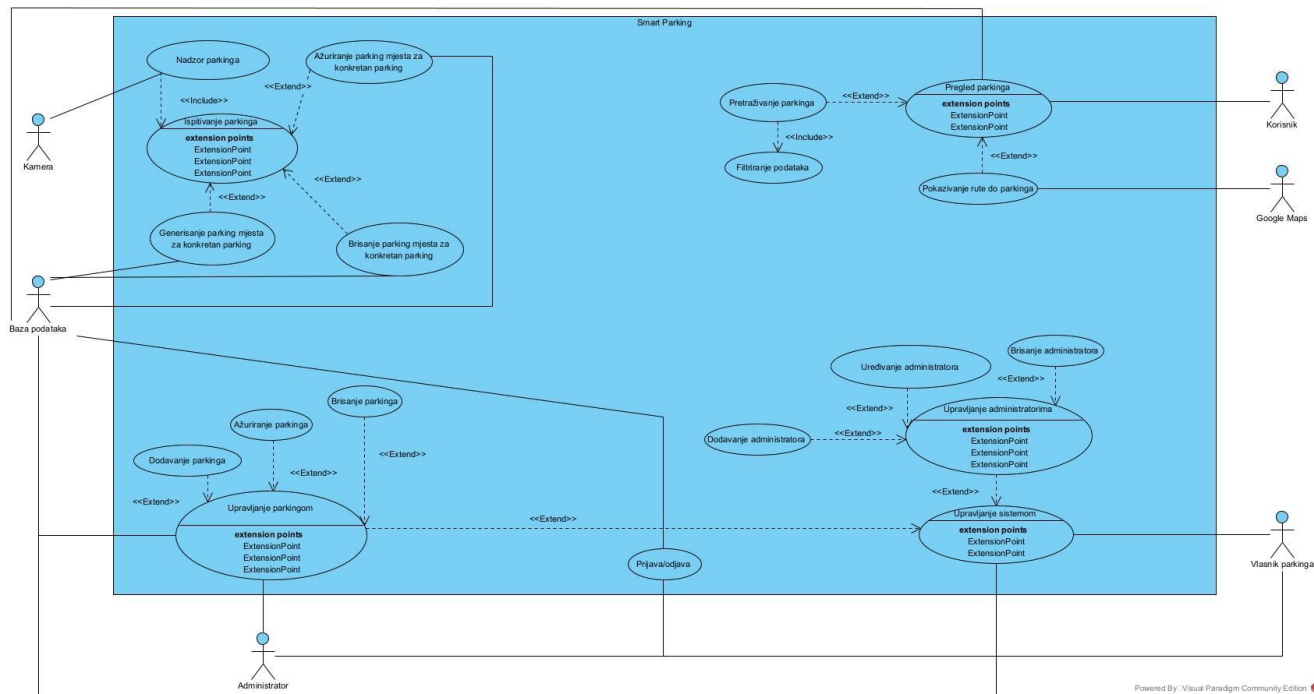 Smart Parking
Nadzor parkinga
Ažuriranje parking mjesta za
konkretan parking
<<Extend>>
<<Include>>
Ispitivanje parkinga
extension points
ExtensionPoint
ExtensionPoint
ExtensionPoint
<<Extend>>
<<Extend>>
Generisanje parking mjesta
za konkretan parking
Brisanje parking mjesta za
konkretan parking
Kamera
Baza podataka
Pretraživanje parkinga
<<Extend>>
<<Include>>
Filtriranje podataka
Pregled parkinga
extension points
ExtensionPoint
ExtensionPoint
<<Extend>>
Pokazivanje rute do parkinga
Korisnik
Google Maps
Brisanje parkinga
Ažuriranje parkinga
Dodavanje parkinga
<<Extend>>
<<Extend>>
<<Extend>>
Upravljanje parkingom
extension points
ExtensionPoint
ExtensionPoint
ExtensionPoint
<<Extend>>
Prijava/odjava
Brisanje administratora
Uređivanje administratora
<<Extend>>
<<Extend>>
Dodavanje administratora
<<Extend>>
Upravljanje administratorima
extension points
ExtensionPoint
ExtensionPoint
ExtensionPoint
<<Extend>>
Upravljanje sistemom
extension points
ExtensionPoint
ExtensionPoint
Vlasnik parkinga
Administrator
Powered By: Visual Paradigm Community Edition